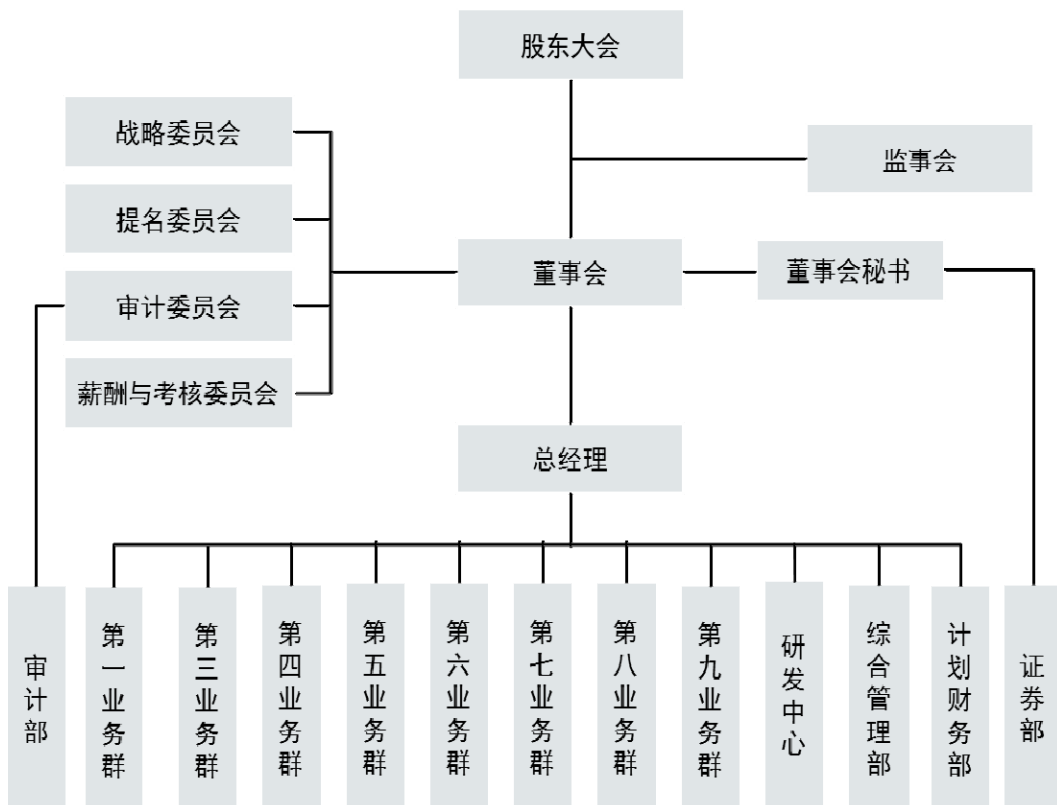 股东大会
战略委员会
监事会
提名委员会
董事会
董事会秘书
审计委员会
薪酬与考核委员会
总经理
审计部
第一业务群
第三业务群
第四业务群
第五业务群
第六业务群
第七业务群
第八业务群
第九业务群
研发中心
综合管理部
计划财务部
证券部